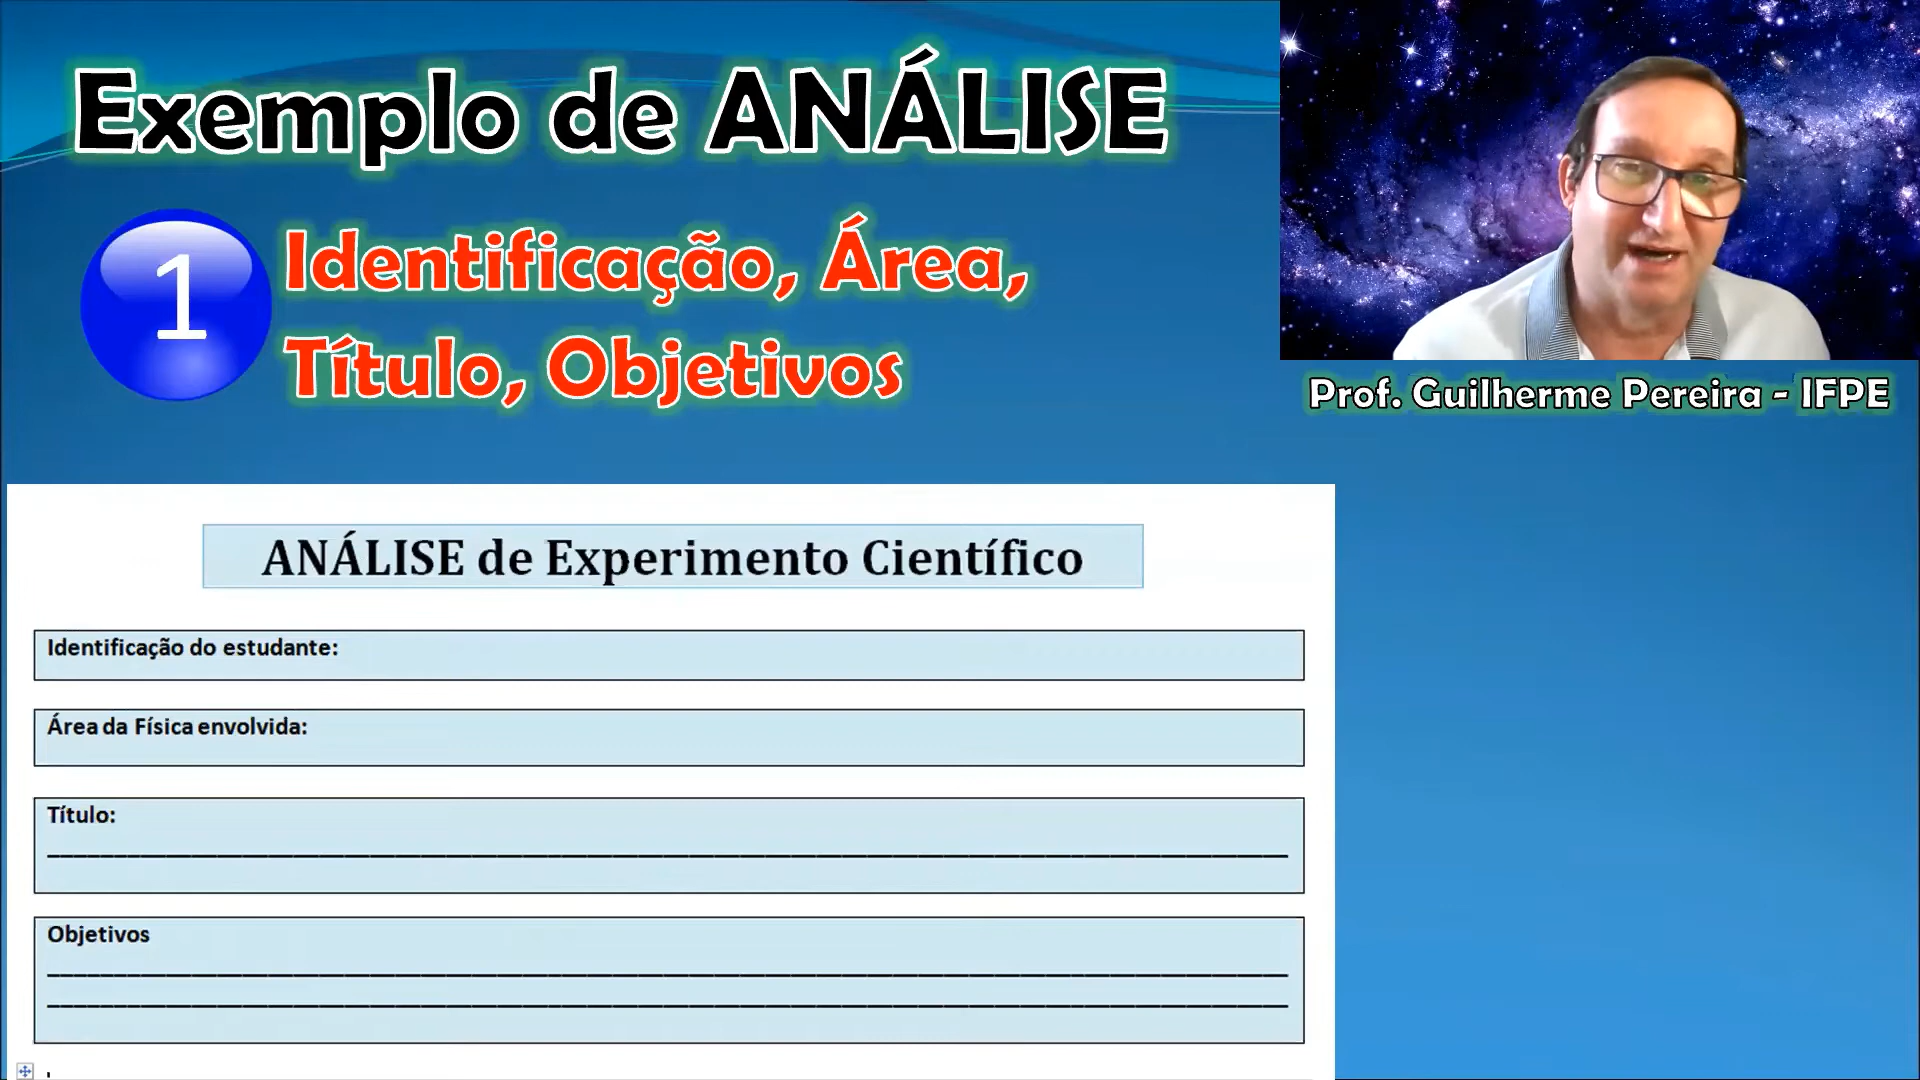 Exemplo de ANÁLISE
1
Identificação, Área,
Título, Objetivos
Prof. Guilherme Pereira - IFPE
ANÁLISE de Experimento Científico
Identificação do estudante:
Área da Física envolvida:
Título:
Objetivos